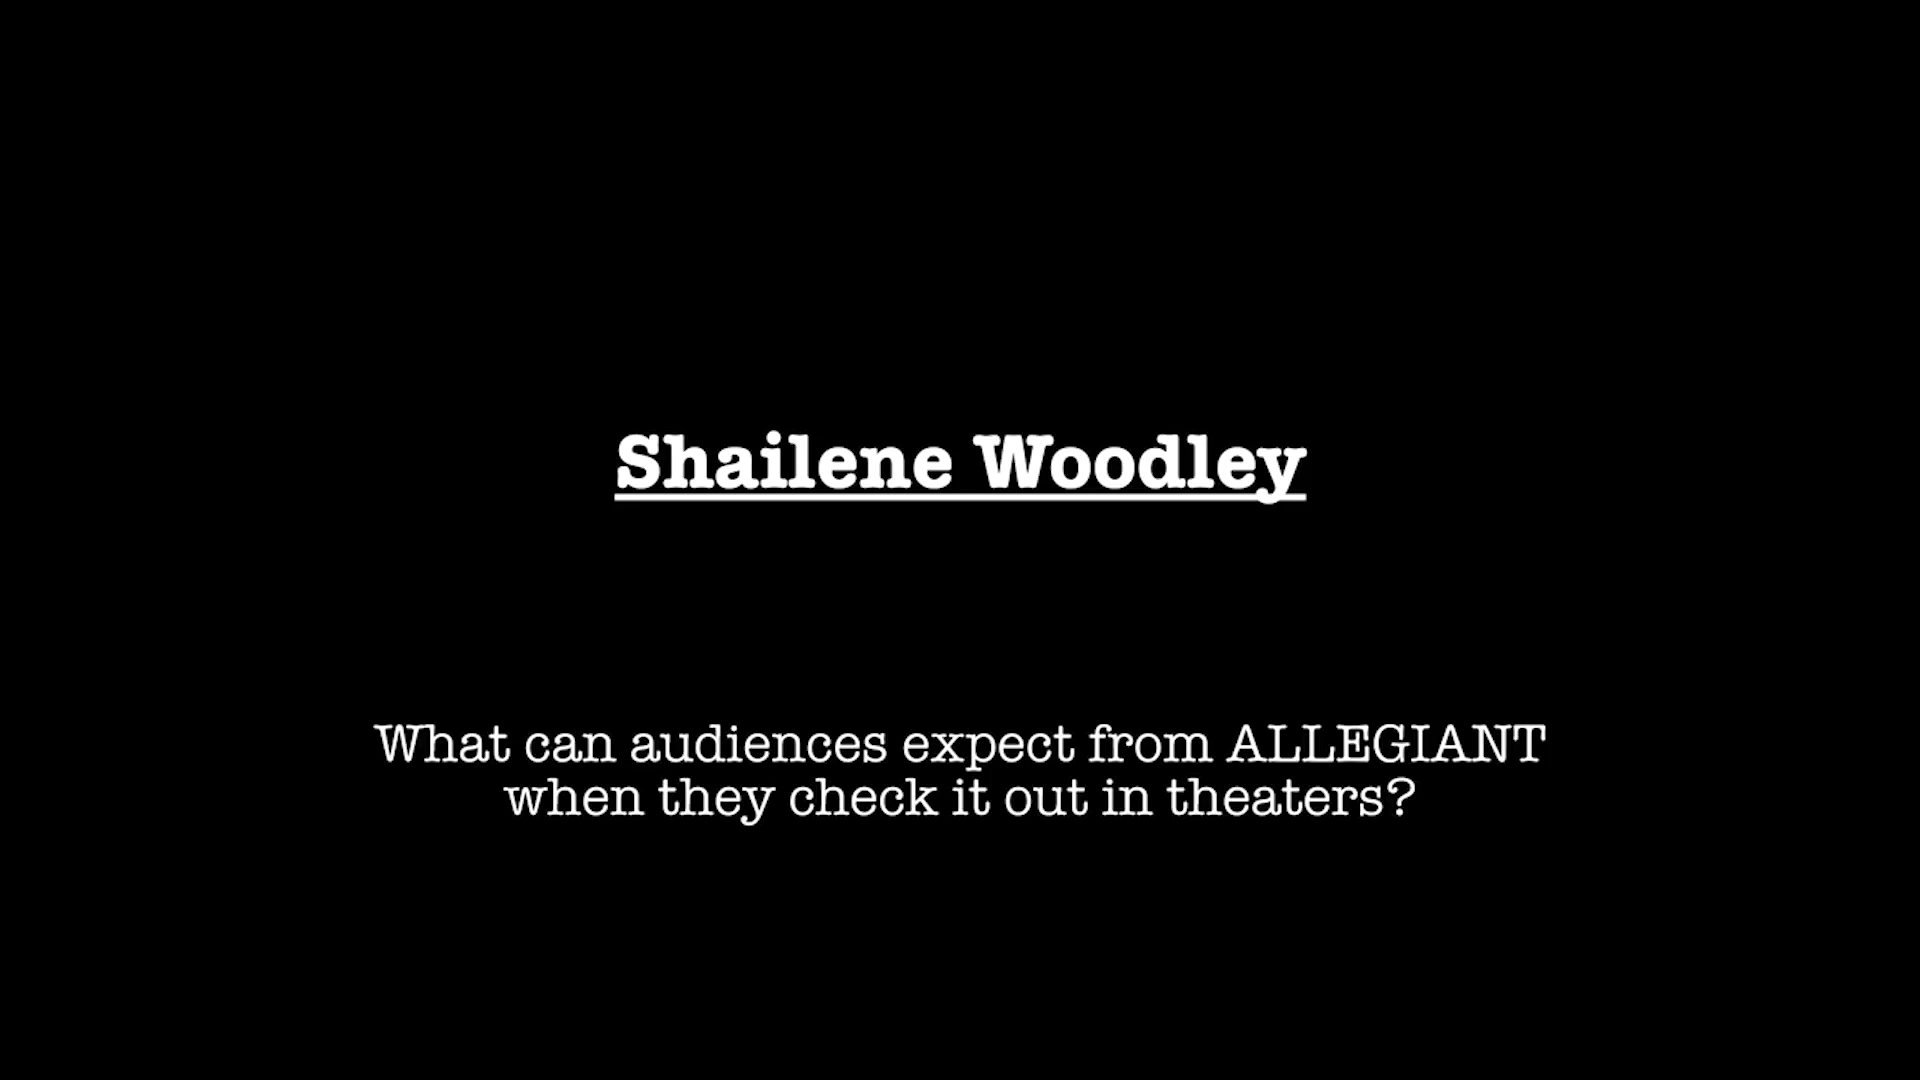 Shailene Woodley
What can audiences expect from ALLEGIANT
when they check it out in theaters?